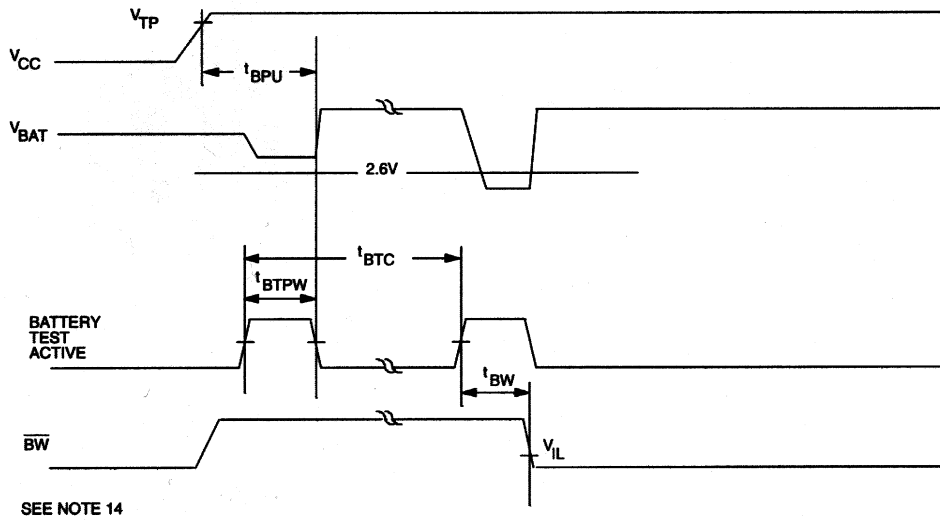 VTP
VCC
tBPU
VBAT
2.6V
tBTC
tBTPW
BATTERY
TEST
ACTIVE
tBW
BW
VIL
SEE NOTE 14